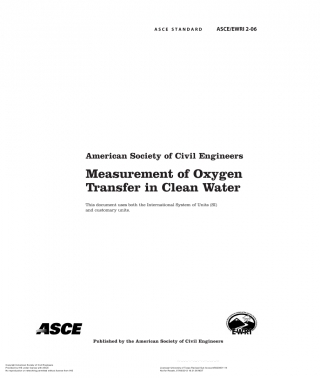 ASCE STANDARD ASCE/EWRI 2-06
American Society of Civil Engineers
Measurement of Oxygen
Transfer in Clean Water
This document uses both the International System of Units (SI)
and customary units.
ASCE
EWRI
Published by the American Society of Civil Engineers